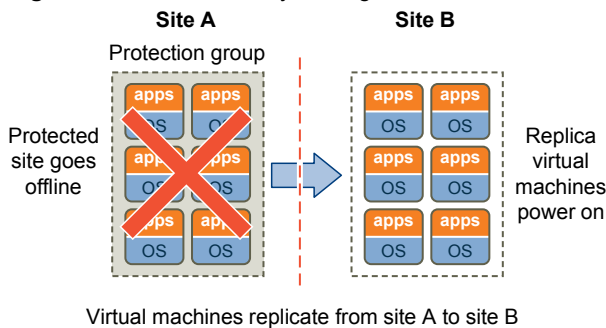 Site A
Site B
Protection group
apps apps
OS OS
apps apps
OS OS
apps apps
OS OS
Protected
site goes
offline
apps apps
OS OS
apps apps
OS OS
apps apps
OS OS
Replica
virtual
machines
power on
Virtual machines replicate from site A to site B